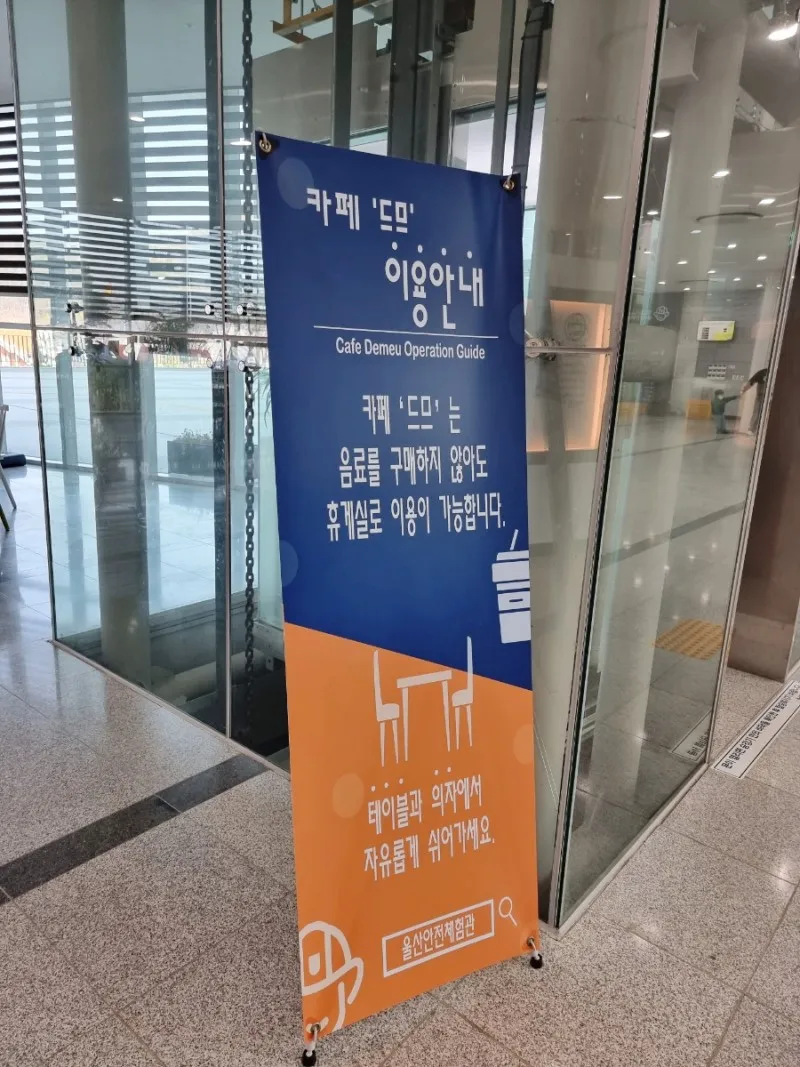 카페 '드므'
이용안내
Cafe Demeu Operation Guide
카페 '드므' 는
음료를 구매하지 않아도
휴게실로 이용이 가능합니다.
테이블과 의자에서
자유롭게 쉬어가세요.
울산안전체험관